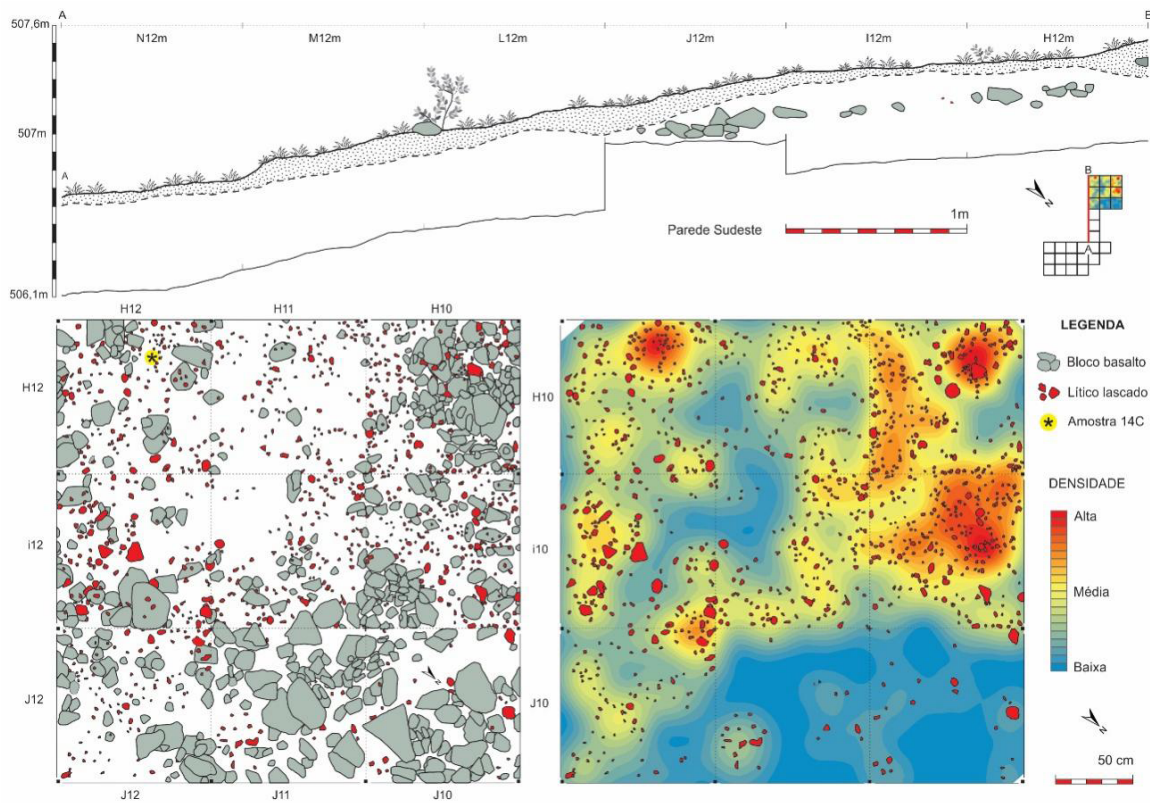 507,6m
A
B
N12m
M12m
L12m
J12m
I12m
H12m
507m
A
506,1m
Parede Sudeste
1m
N
B
A
H12
H11
H10
H12
i12
J12
J12
J11
J10
H10
i10
J10
LEGENDA
Bloco basalto
Lítico lascado
Amostra 14C
DENSIDADE
Alta
Média
Baixa
N
50 cm